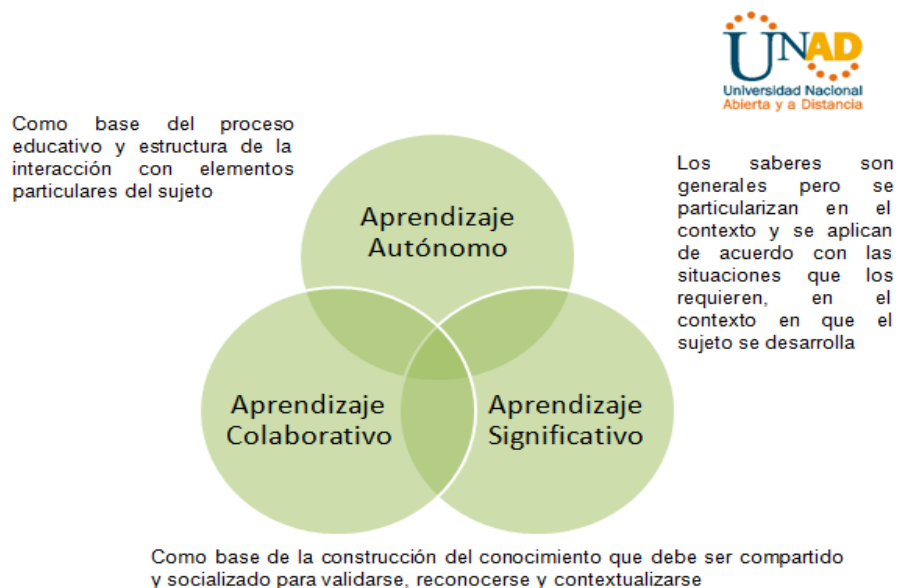 UNAD
Universidad Nacional
Abierta y a Distancia
Como base del proceso
educativo y estructura de la
interacción con elementos
particulares del sujeto
Los saberes son
generales pero se
particularizan en el
contexto y se aplican
de acuerdo con las
situaciones que los
requieren, en el
contexto en que el
sujeto se desarrolla
Aprendizaje
Autónomo
Aprendizaje
Colaborativo
Aprendizaje
Significativo
Como base de la construcción del conocimiento que debe ser compartido
y socializado para validarse, reconocerse y contextualizarse